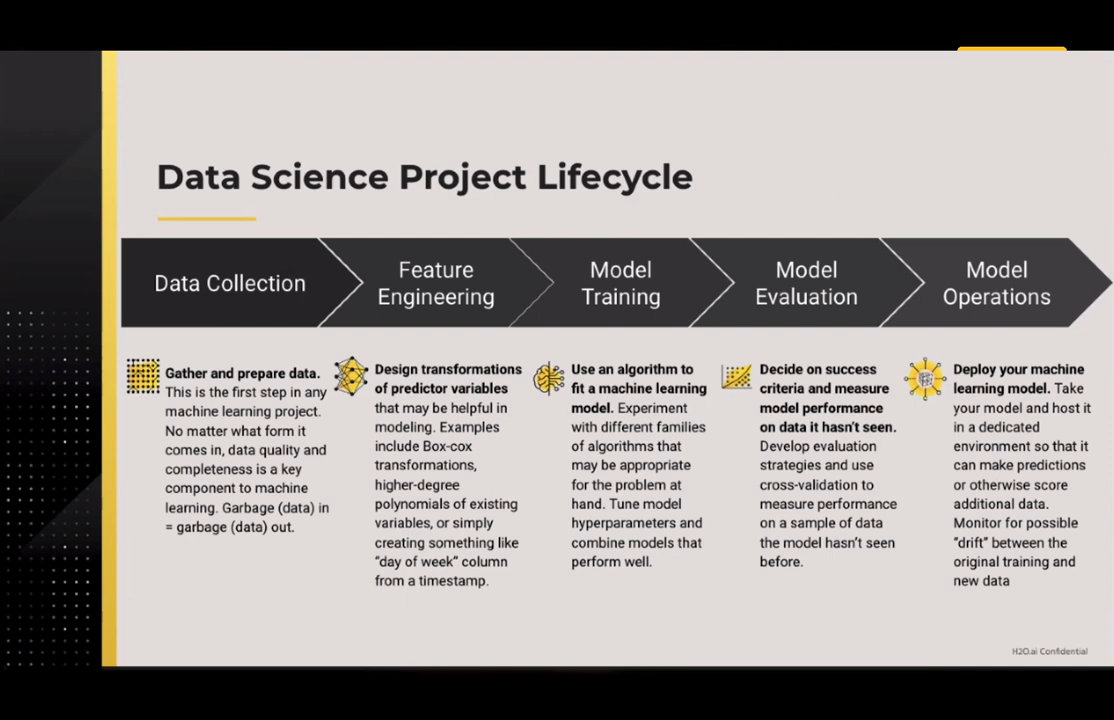 Data Science Project Lifecycle
Data Collection
Feature
Engineering
Model
Training
Model
Evaluation
Model
Operations
Gather and prepare data.
This is the first step in any
machine learning project.
No matter what form it
comes in, data quality and
completeness is a key
component to machine
learning. Garbage (data) in
= garbage (data) out.
Design transformations
of predictor variables
that may be helpful in
modeling. Examples
include Box-cox
transformations,
higher-degree
polynomials of existing
variables, or simply
creating something like
“day of week” column
from a timestamp.
Use an algorithm to
fit a machine learning
model. Experiment
with different families
of algorithms that
may be appropriate
for the problem at
hand. Tune model
hyperparameters and
combine models that
perform well.
Decide on success
criteria and measure
model performance
on data it hasn’t seen.
Develop evaluation
strategies and use
cross-validation to
measure performance
on a sample of data
the model hasn’t seen
before.
Deploy your machine
learning model. Take
your model and host it
in a dedicated
environment so that it
can make predictions
or otherwise score
additional data.
Monitor for possible
“drift” between the
original training and
new data
H2O.ai Confidential